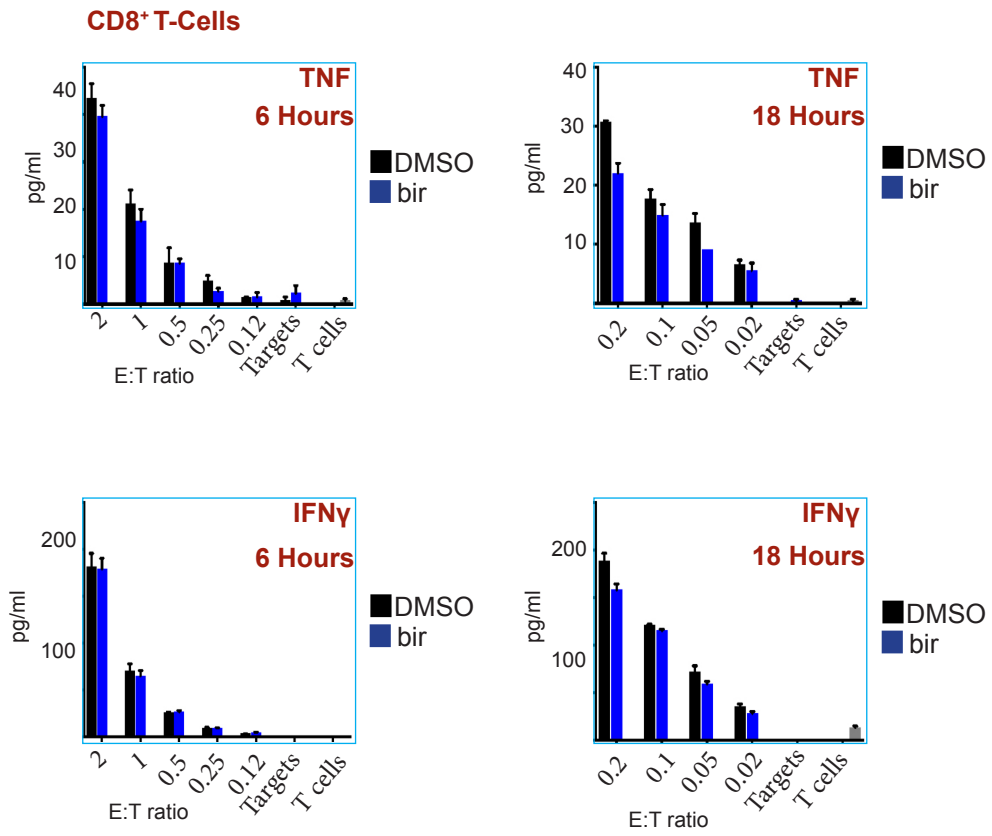 CD8⁺ T-Cells
TNF
6 Hours
40
30
20
10
pg/ml
DMSO
bir
2
1
0.5
0.25
0.12
Targets
T cells
E:T ratio
TNF
18 Hours
40
30
20
10
pg/ml
DMSO
bir
0.2
0.1
0.05
0.02
Targets
T cells
E:T ratio
IFNγ
6 Hours
200
100
pg/ml
DMSO
bir
2
1
0.5
0.25
0.12
Targets
T cells
E:T ratio
IFNγ
18 Hours
200
100
pg/ml
DMSO
bir
0.2
0.1
0.05
0.02
Targets
T cells
E:T ratio